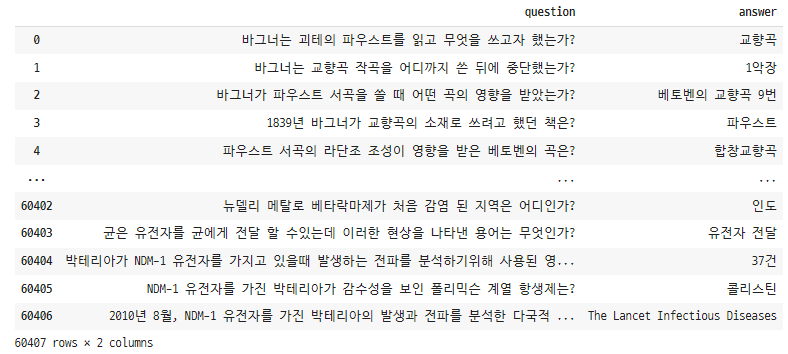 question answer
0 바그너는 괴테의 파우스트를 읽고 무엇을 쓰고자 했는가? 교향곡
1 바그너는 교향곡 작곡을 어디까지 쓴 뒤에 중단했는가? 1악장
2 바그너가 파우스트 서곡을 쓸 때 어떤 곡의 영향을 받았는가? 베토벤의 교향곡 9번
3 1839년 바그너가 교향곡의 소재로 쓰려고 했던 책은? 파우스트
4 파우스트 서곡의 라단조 조성이 영향을 받은 베토벤의 곡은? 합창교향곡
... ... ...
60402 뉴델리 메탈로 베타락마제가 처음 감염 된 지역은 어디인가? 인도
60403 균은 유전자를 균에게 전달 할 수있는데 이러한 현상을 나타낸 용어는 무엇인가? 유전자 전달
60404 박테리아가 NDM-1 유전자를 가지고 있을때 발생하는 전파를 분석하기위해 사용된 영... 37건
60405 NDM-1 유전자를 가진 박테리아가 감수성을 보인 폴리믹슨 계열 항생제는? 콜리스틴
60406 2010년 8월, NDM-1 유전자를 가진 박테리아의 발생과 전파를 분석한 다국적 ... The Lancet Infectious Diseases
60407 rows × 2 columns